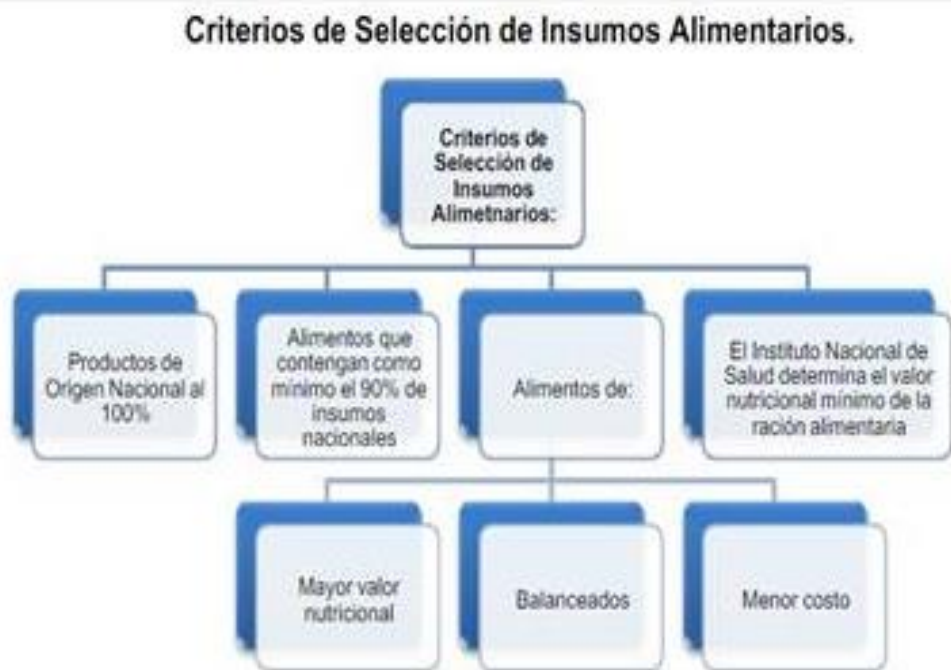 Criterios de Selección de Insumos Alimentarios.
Criterios de
Selección de
Insumos
Alimetnarios:
Productos de
Origen Nacional al
100%
Alimentos que
contengan como
mínimo el 90% de
insumos
nacionales
Alimentos de:
El Instituto Nacional de
Salud determina el valor
nutricional mínimo de la
ración alimentaria
Mayor valor
nutricional
Balanceados
Menor costo